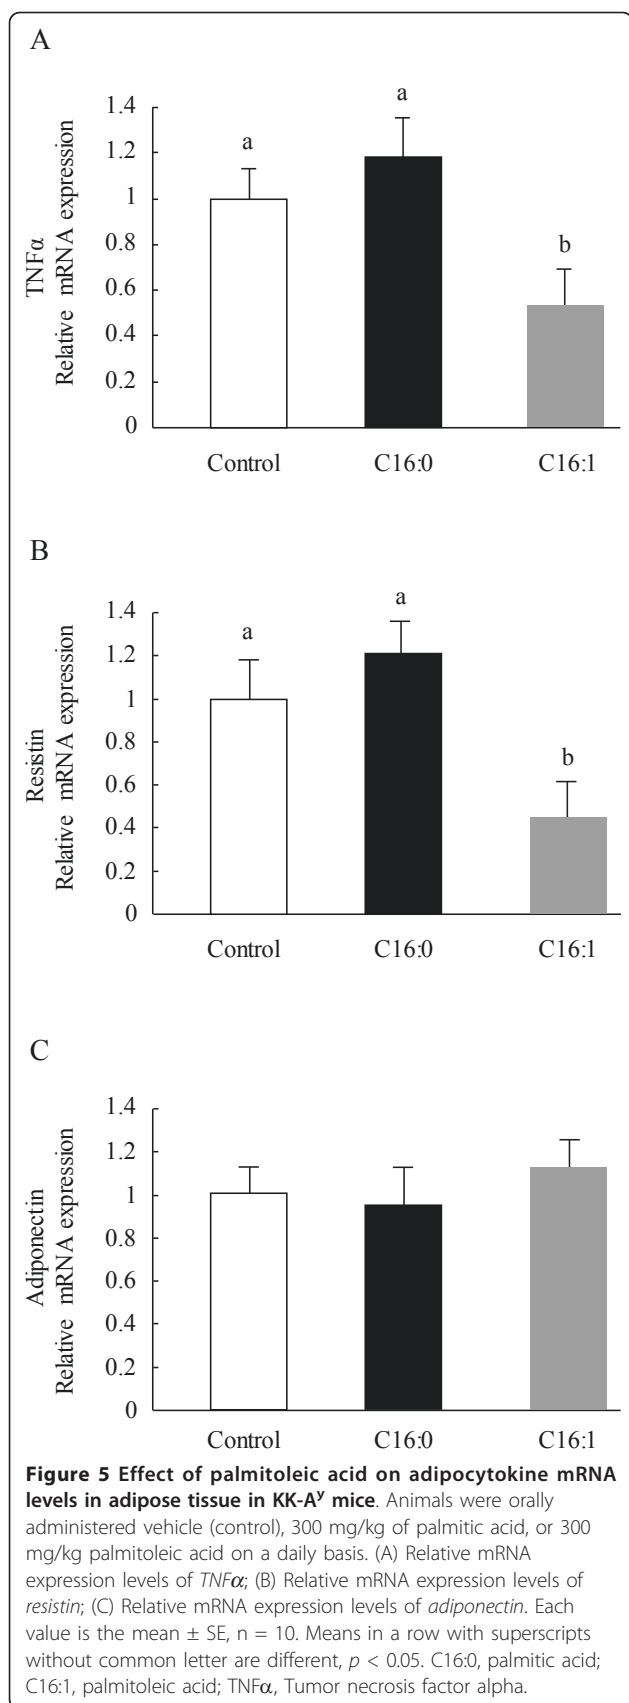 A
TNFα
Relative mRNA expression
1.4
1.2
1
0.8
0.6
0.4
0.2
0
a
a
b
Control C16:0 C16:1
B
Resistin
Relative mRNA expression
1.4
1.2
1
0.8
0.6
0.4
0.2
0
a
a
b
Control C16:0 C16:1
C
Adiponectin
Relative mRNA expression
1.4
1.2
1
0.8
0.6
0.4
0.2
0
Control C16:0 C16:1
Figure 5 Effect of palmitoleic acid on adipocytokine mRNA
levels in adipose tissue in KK-Aʸ mice. Animals were orally
administered vehicle (control), 300 mg/kg of palmitic acid, or 300
mg/kg palmitoleic acid on a daily basis. (A) Relative mRNA
expression levels of TNFα; (B) Relative mRNA expression levels of
resistin; (C) Relative mRNA expression levels of adiponectin. Each
value is the mean ± SE, n = 10. Means in a row with superscripts
without common letter are different, p < 0.05. C16:0, palmitic acid;
C16:1, palmitoleic acid; TNFα, Tumor necrosis factor alpha.